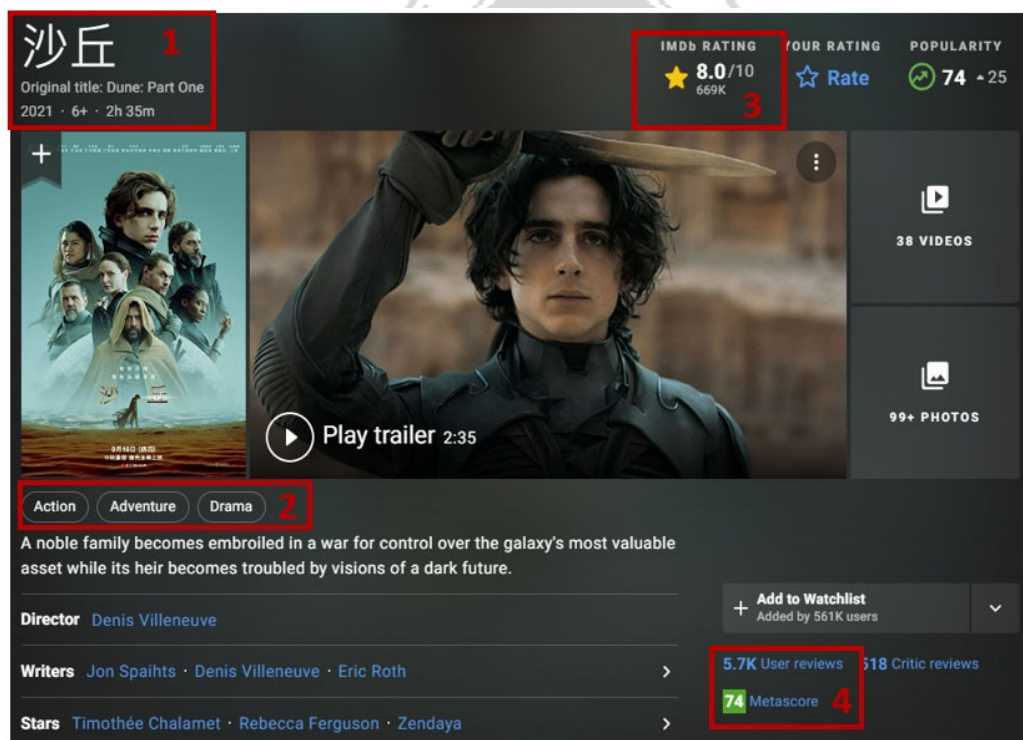 沙丘 1
Original title: Dune: Part One
2021 · 6+ · 2h 35m
IMDb RATING
8.0/10
669K
3
YOUR RATING
Rate
POPULARITY
74 25
沙 丘
Play trailer 2:35
38 VIDEOS
99+ PHOTOS
Action Adventure Drama 2
A noble family becomes embroiled in a war for control over the galaxy's most valuable
asset while its heir becomes troubled by visions of a dark future.
Director Denis Villeneuve
Writers Jon Spaihts · Denis Villeneuve · Eric Roth
Stars Timothée Chalamet · Rebecca Ferguson · Zendaya
+ Add to Watchlist
Added by 561K users
5.7K User reviews 518 Critic reviews
74 Metascore 4